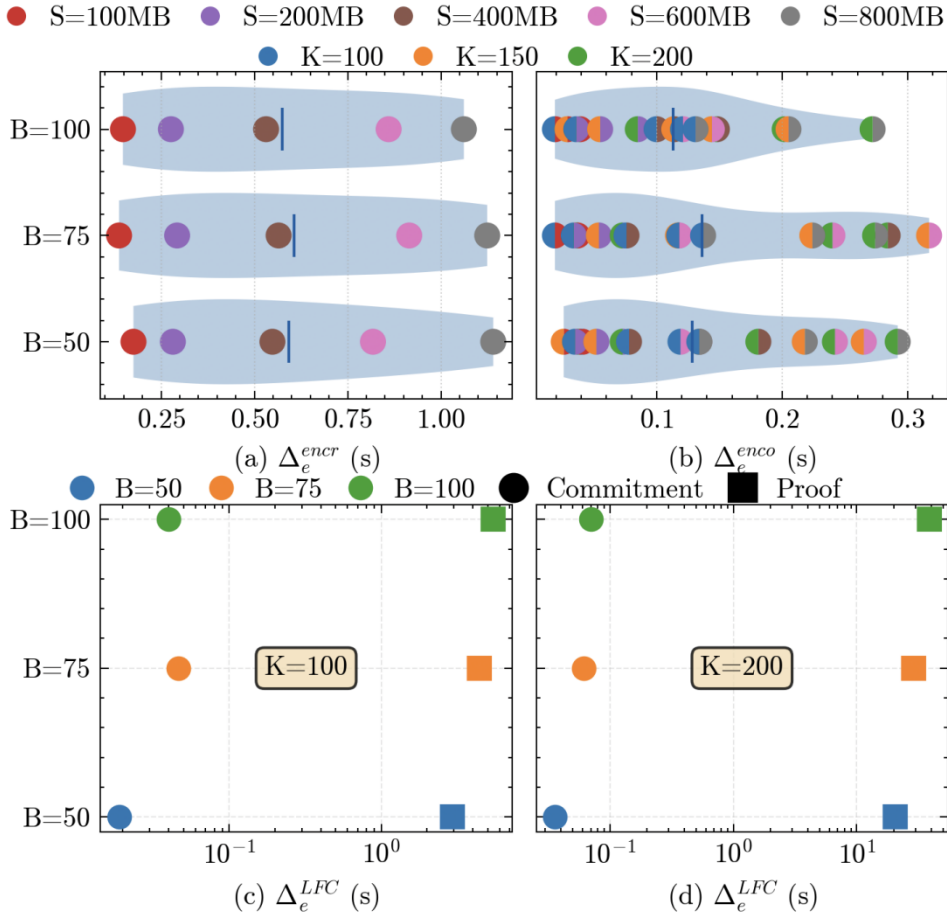 S=100MB S=200MB S=400MB S=600MB S=800MB
K=100 K=150 K=200
B=100
B=75
B=50
0.25 0.50 0.75 1.00
0.1 0.2 0.3
(a) Δ_e^{encr} (s)
(b) Δ_e^{enco} (s)
B=50 B=75 B=100 Commitment Proof
B=100
B=75
B=50
K=100
K=200
10^{-1} 10^{0}
10^{-1} 10^{0} 10^{1}
(c) Δ_e^{LFC} (s)
(d) Δ_e^{LFC} (s)